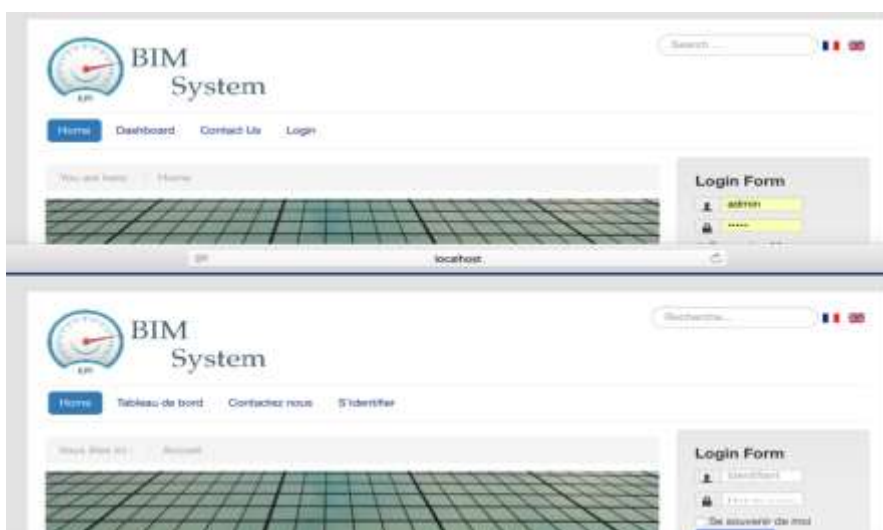 BIM
System
Search ...
Home Dashboard Contact Us Login
You are here: Home
Login Form
admin
localhost
BIM
System
Recherche...
Home Tableau de bord Contactez nous S'identifier
Vous êtes ici : Accueil
Login Form
Identifiant
Se souvenir de moi